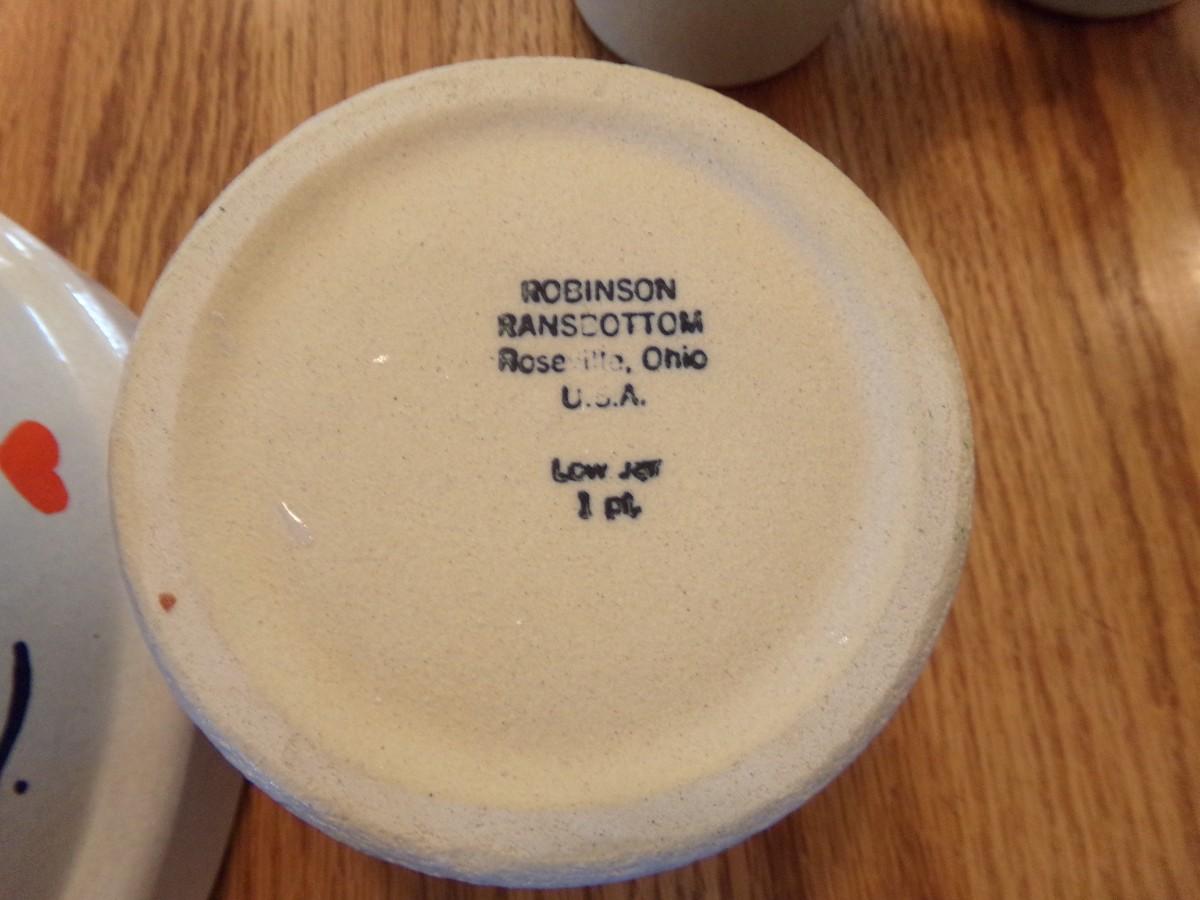 ROBINSON
RANSBOTTOM
Roseville, Ohio
U.S.A.
Low Jar
1 pt.